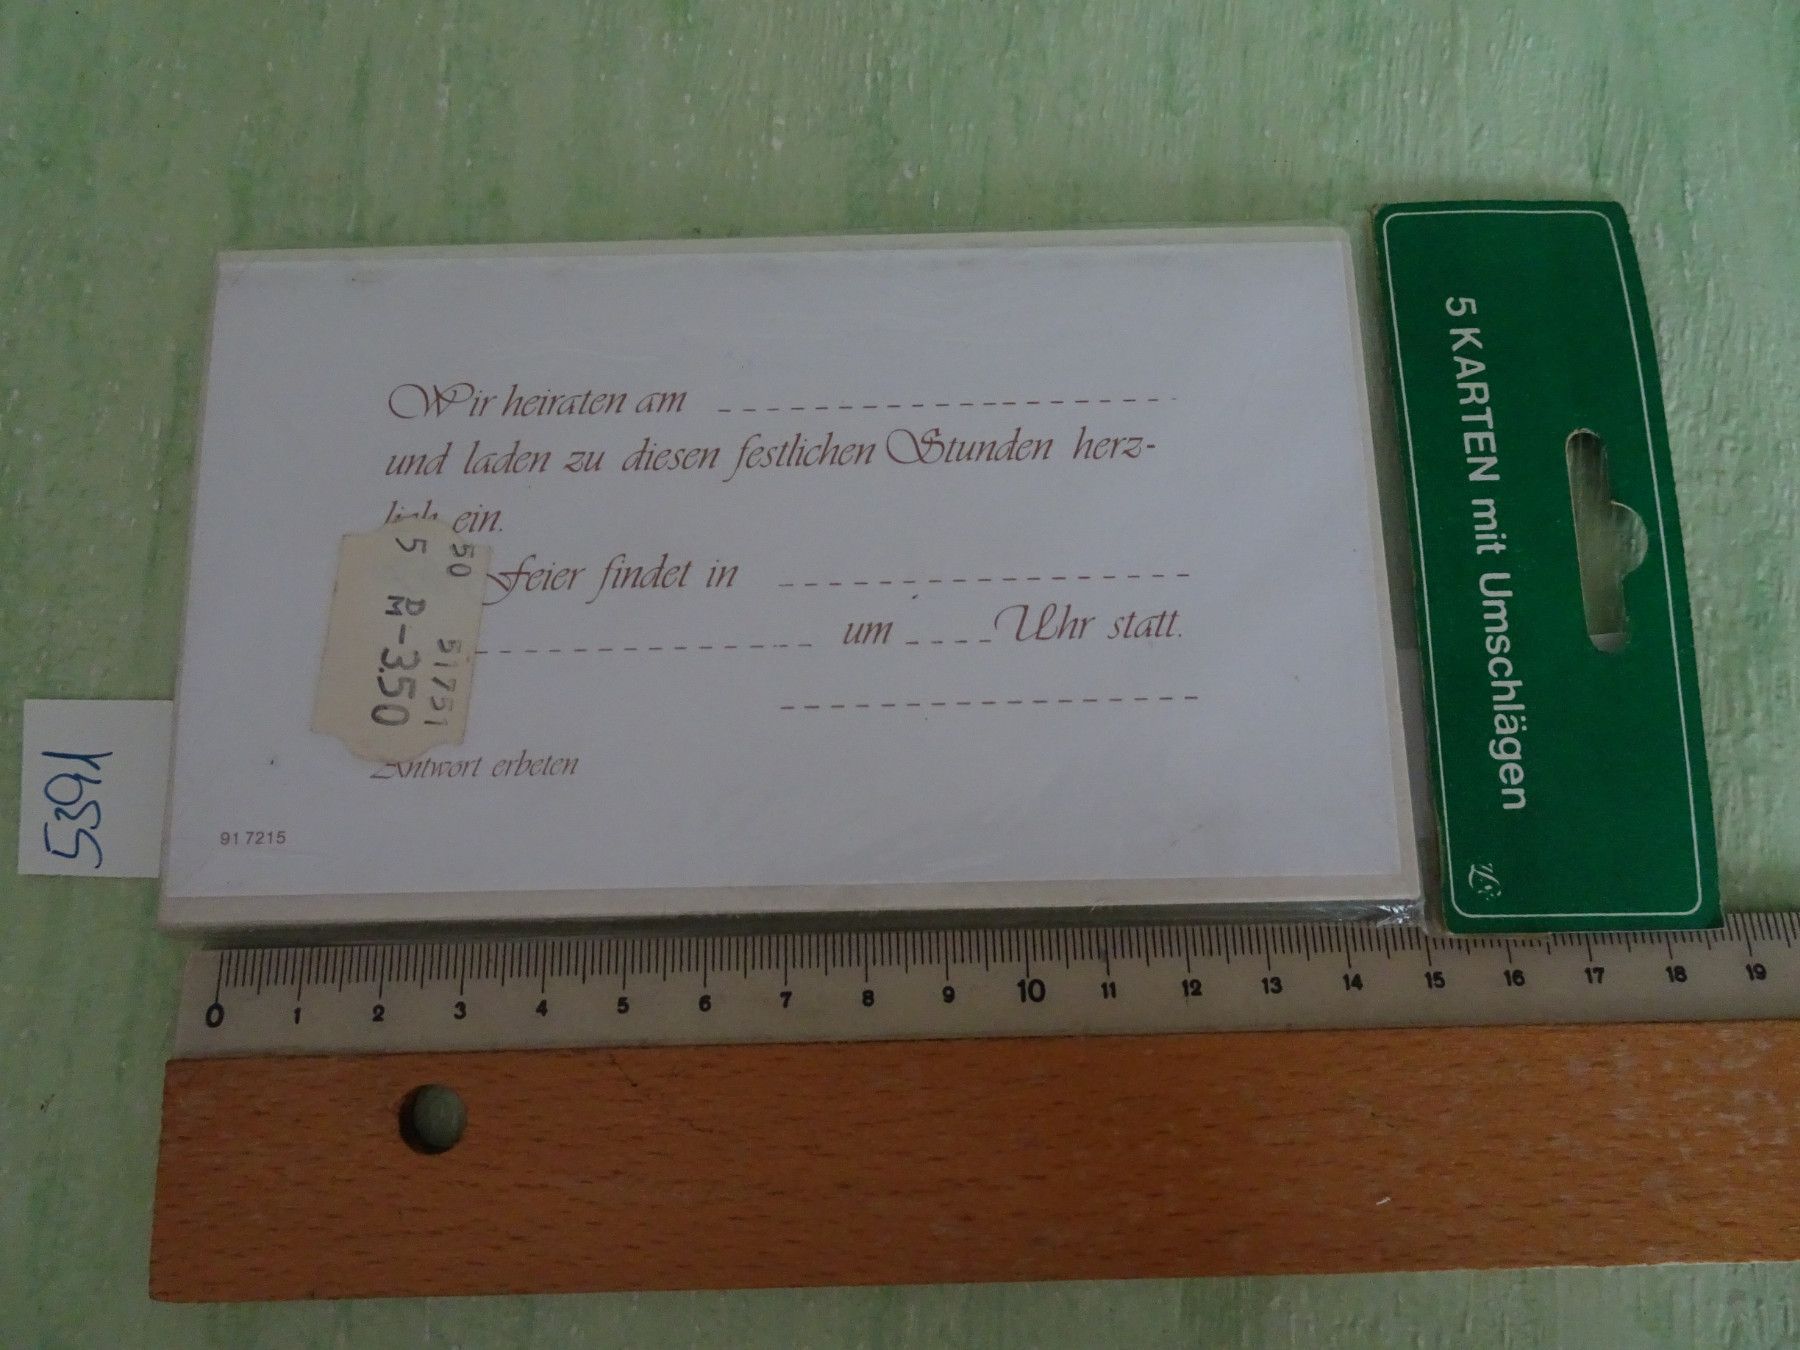 Wir heiraten am
und laden zu diesen festlichen Stunden herz-
lich ein.
Feier findet in
um Uhr statt.
Antwort erbeten
91 7215
50
5
51751
M-3.50
5 KARTEN mit Umschlägen
0 1 2 3 4 5 6 7 8 9 10 11 12 13 14 15 16 17 18 19